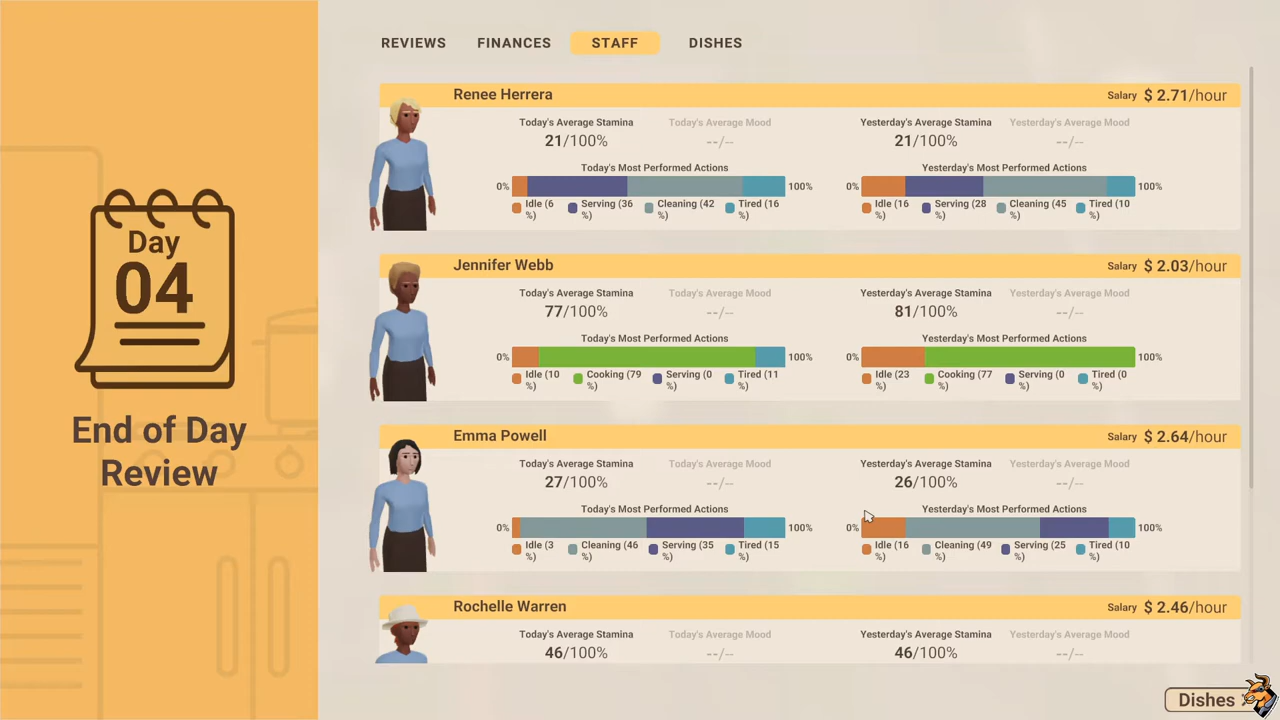 REVIEWS FINANCES STAFF DISHES
Day
04
End of Day
Review
Renee Herrera Salary $ 2.71/hour
Today's Average Stamina Today's Average Mood Yesterday's Average Stamina Yesterday's Average Mood
21/100% --/-- 21/100% --/--
Today's Most Performed Actions Yesterday's Most Performed Actions
0% 100% 0% 100%
Idle (6 Serving (36 Cleaning (42 Tired (16 Idle (16 Serving (28 Cleaning (45 Tired (10
%) %) %) %) %) %) %) %)
Jennifer Webb Salary $ 2.03/hour
Today's Average Stamina Today's Average Mood Yesterday's Average Stamina Yesterday's Average Mood
77/100% --/-- 81/100% --/--
Today's Most Performed Actions Yesterday's Most Performed Actions
0% 100% 0% 100%
Idle (10 Cooking (79 Serving (0 Tired (11 Idle (23 Cooking (77 Serving (0 Tired (0
%) %) %) %) %) %) %) %)
Emma Powell Salary $ 2.64/hour
Today's Average Stamina Today's Average Mood Yesterday's Average Stamina Yesterday's Average Mood
27/100% --/-- 26/100% --/--
Today's Most Performed Actions Yesterday's Most Performed Actions
0% 100% 0% 100%
Idle (3 Cleaning (46 Serving (35 Tired (15 Idle (16 Cleaning (49 Serving (25 Tired (10
%) %) %) %) %) %) %) %)
Rochelle Warren Salary $ 2.46/hour
Today's Average Stamina Today's Average Mood Yesterday's Average Stamina Yesterday's Average Mood
46/100% --/-- 46/100% --/--
Dishes